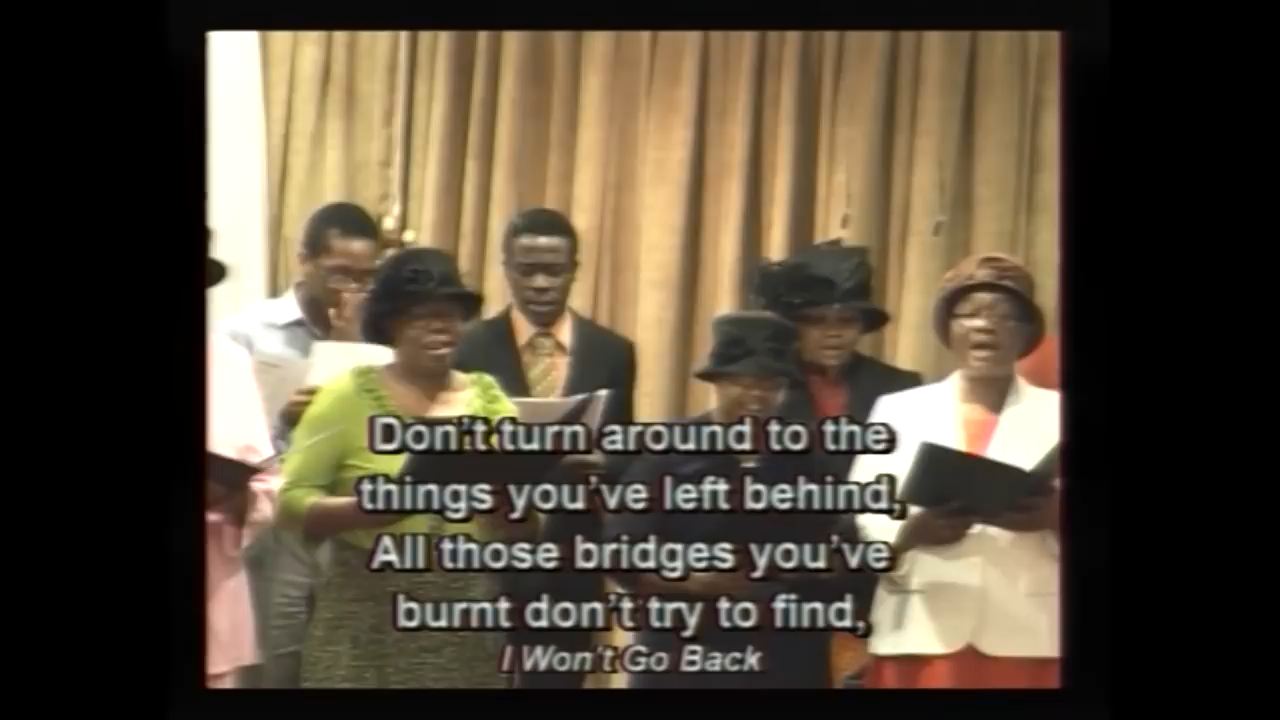 Don't turn around to the
things you've left behind,
All those bridges you've
burnt don't try to find,
I Won't Go Back